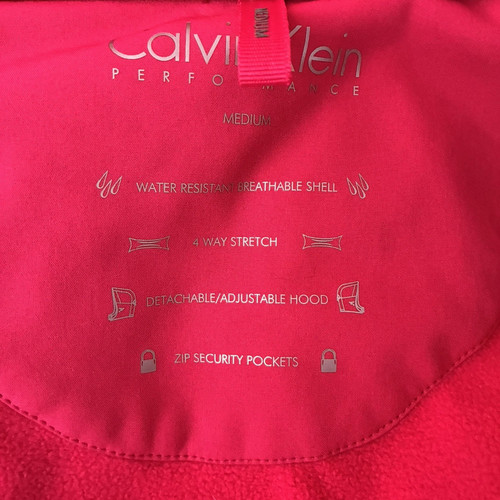 Calvin Klein
PERFORMANCE
MEDIUM
WATER RESISTANT BREATHABLE SHELL
4 WAY STRETCH
DETACHABLE/ADJUSTABLE HOOD
ZIP SECURITY POCKETS